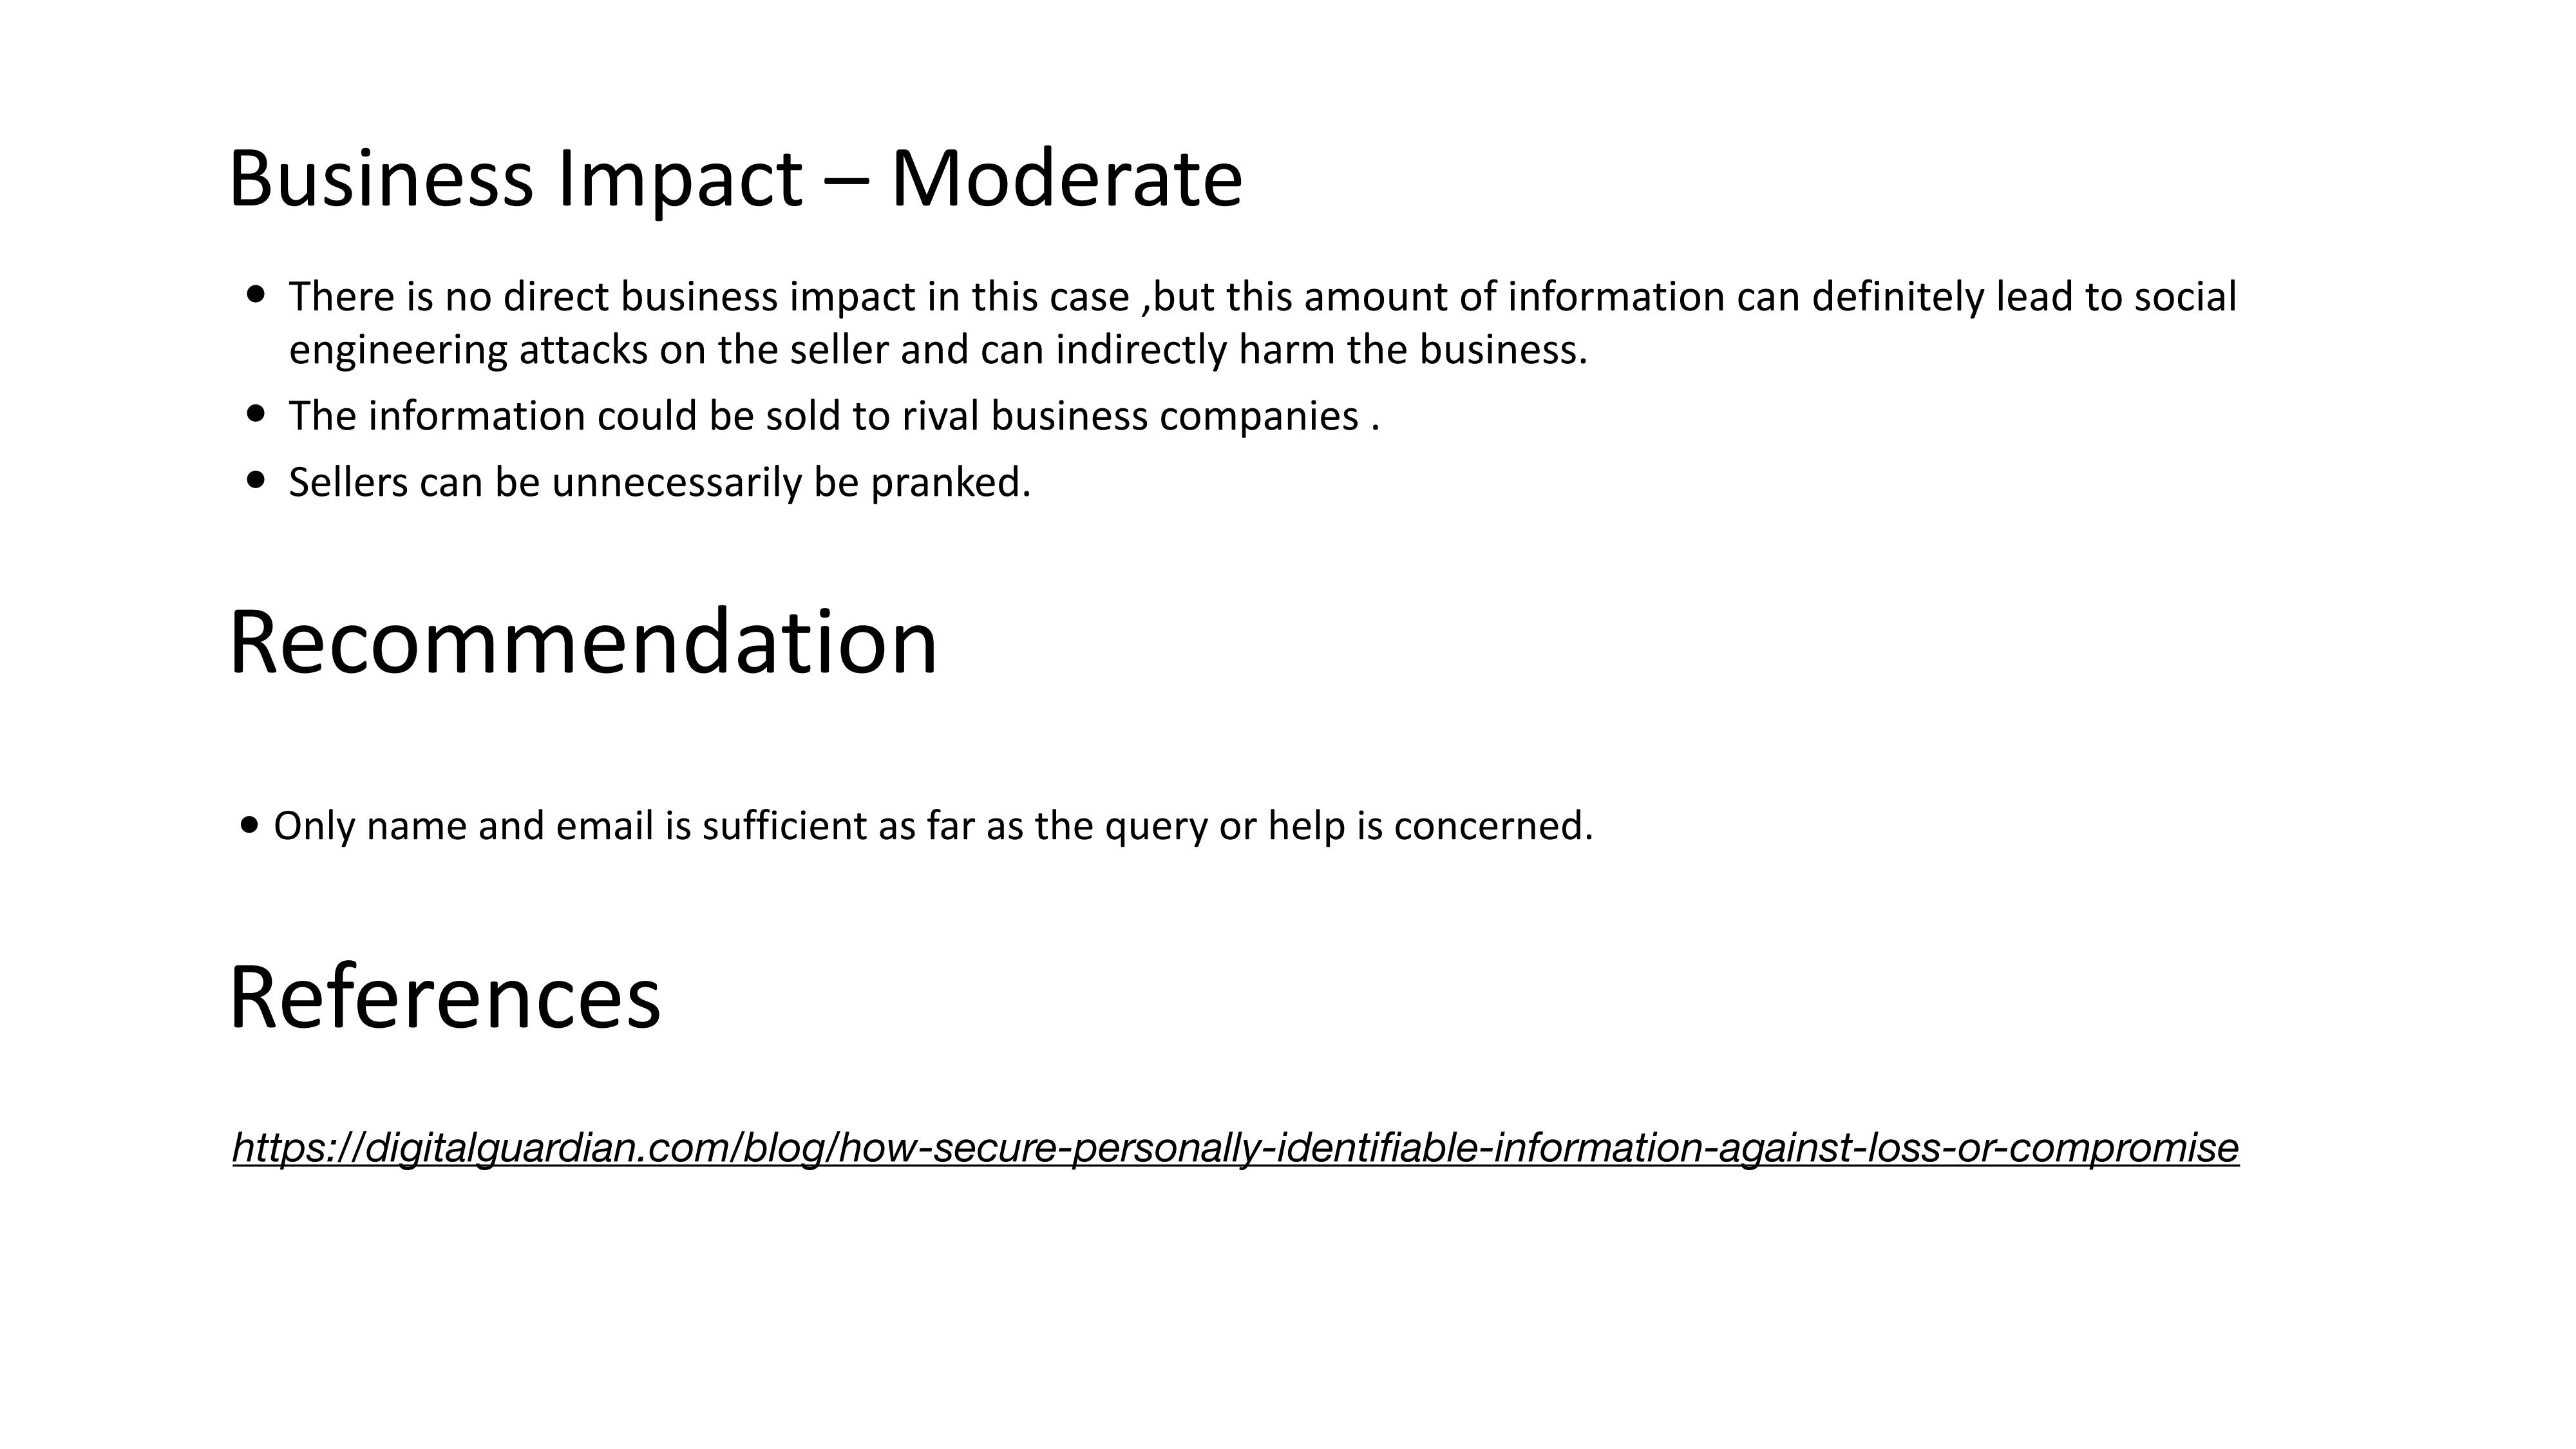 Business Impact – Moderate
• There is no direct business impact in this case ,but this amount of information can definitely lead to social
engineering attacks on the seller and can indirectly harm the business.
• The information could be sold to rival business companies .
• Sellers can be unnecessarily be pranked.
Recommendation
• Only name and email is sufficient as far as the query or help is concerned.
References
https://digitalguardian.com/blog/how-secure-personally-identifiable-information-against-loss-or-compromise